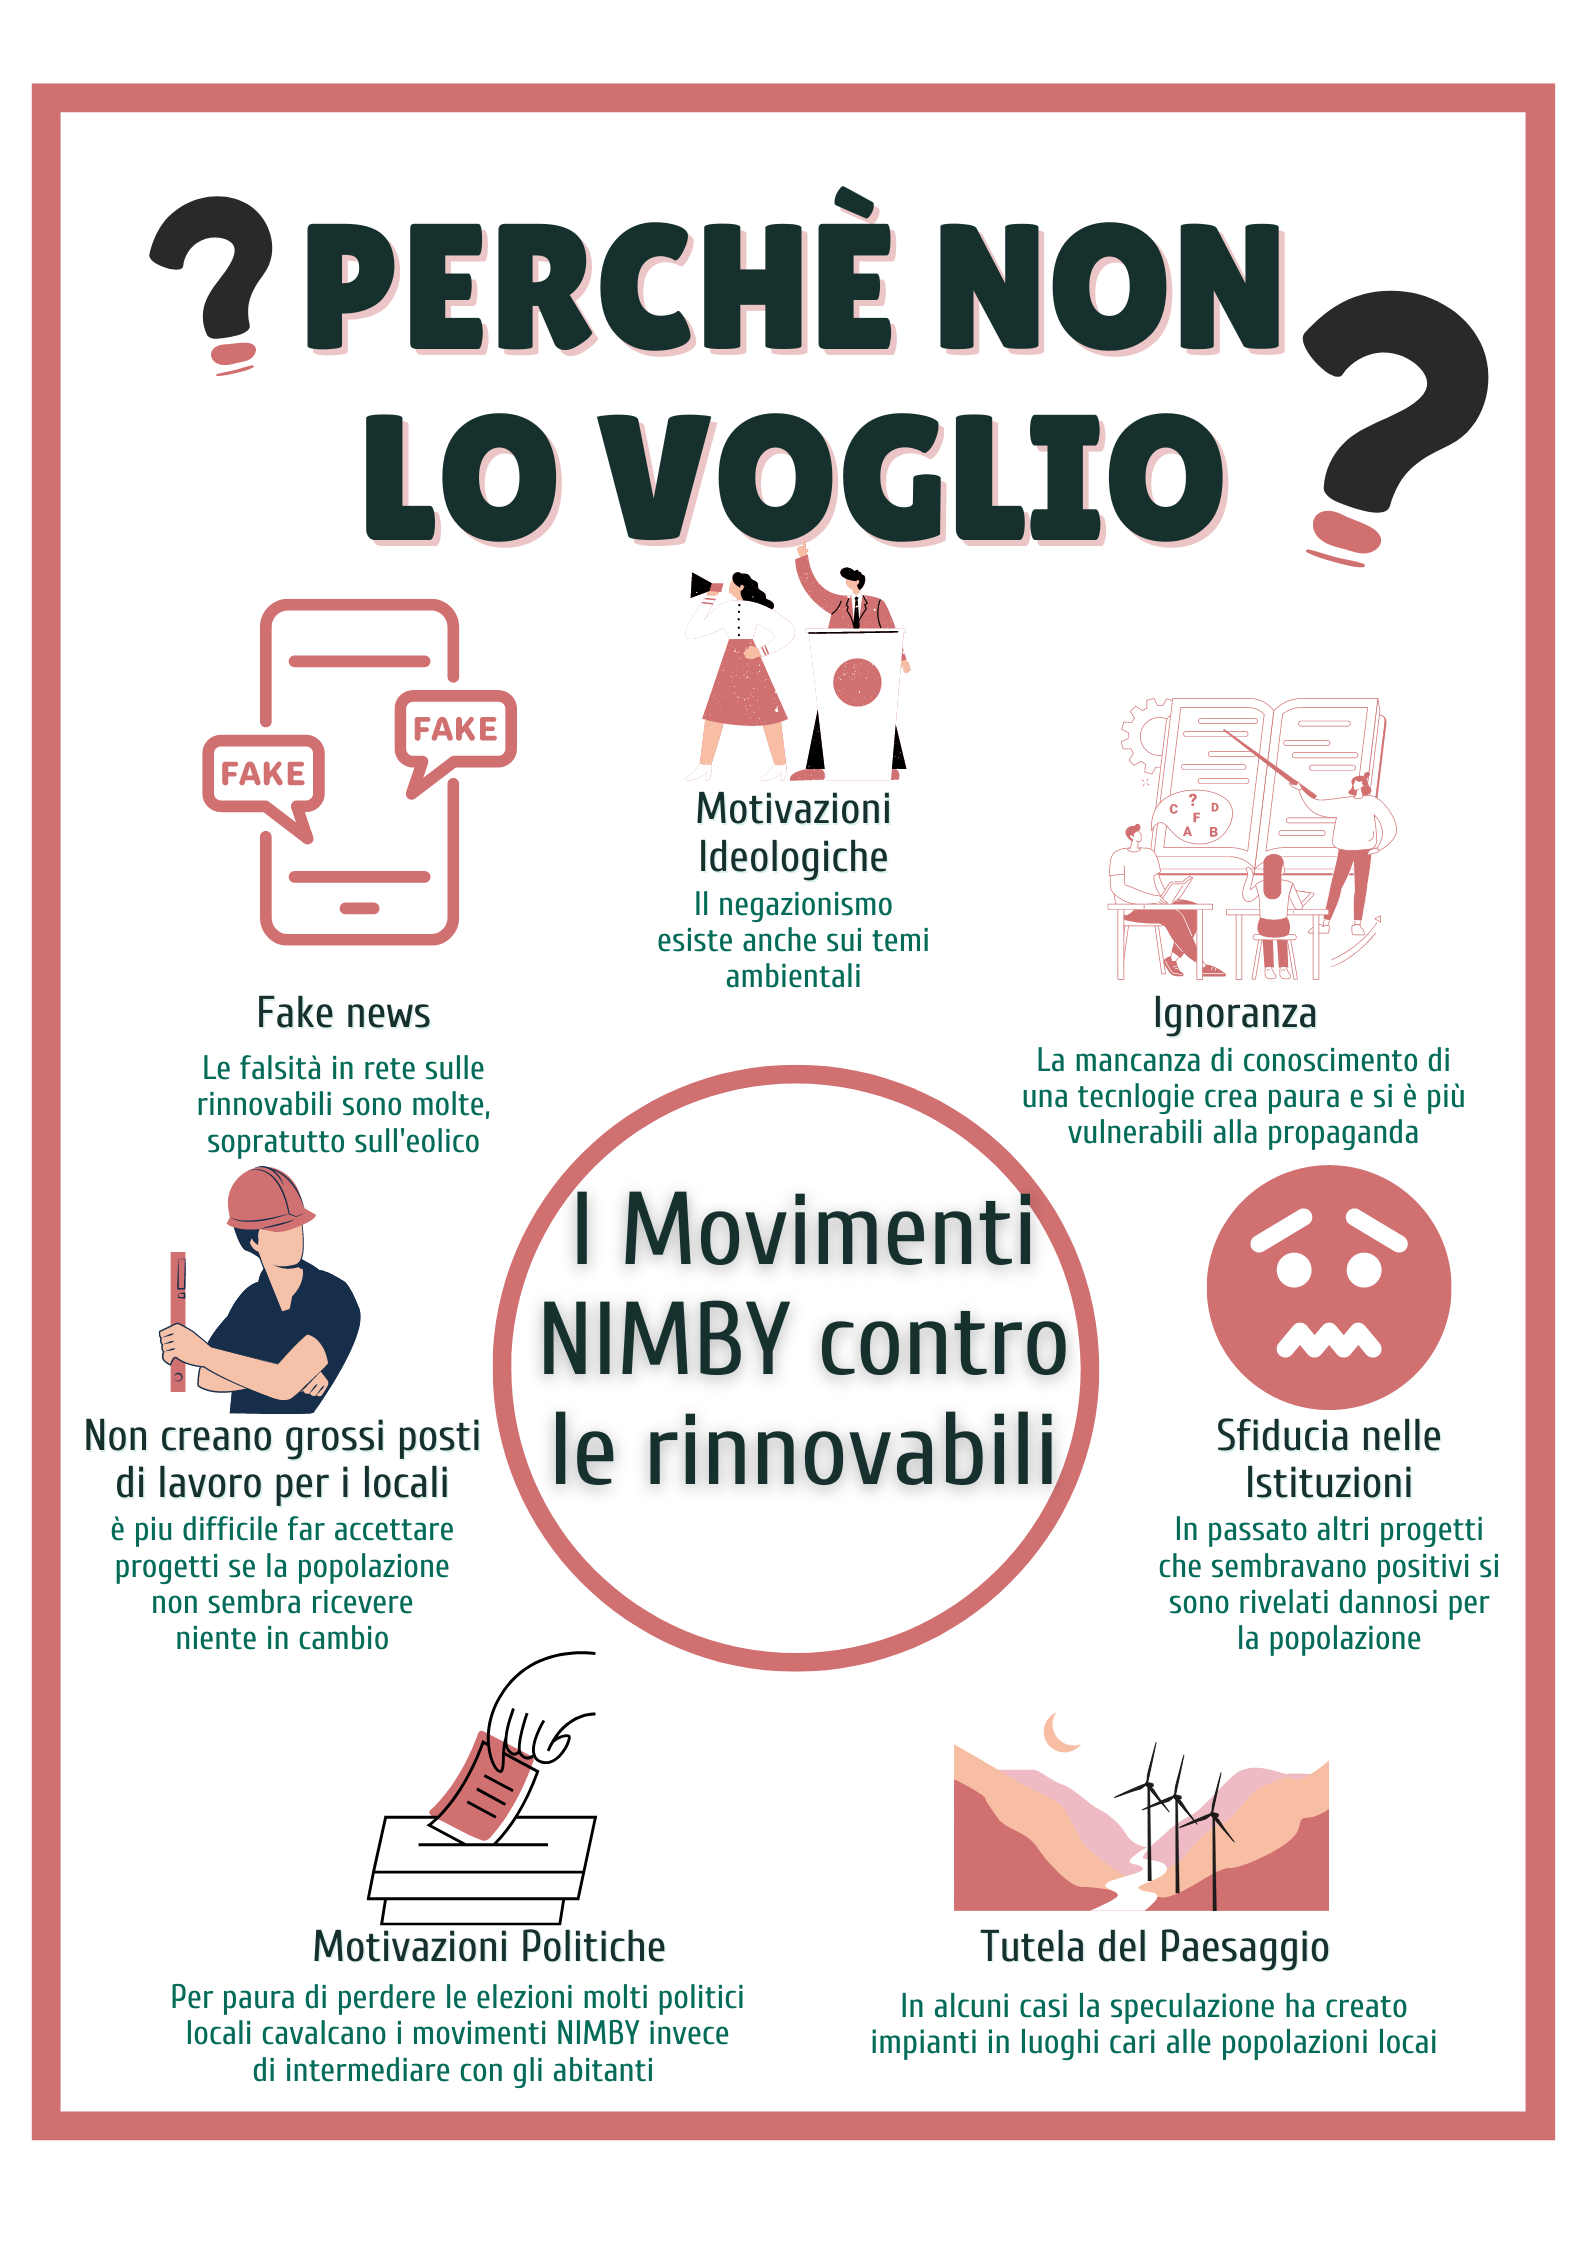 PERCHÈ NON
LO VOGLIO
FAKE
FAKE
Motivazioni
Ideologiche
Il negazionismo
esiste anche sui temi
ambientali
? 
C D
F
A B
Fake news
Le falsità in rete sulle
rinnovabili sono molte,
sopratutto sull'eolico
Ignoranza
La mancanza di conoscimento di
una tecnlogie crea paura e si è più
vulnerabili alla propaganda
I Movimenti
NIMBY contro
le rinnovabili
Non creano grossi posti
di lavoro per i locali
è piu difficile far accettare
progetti se la popolazione
non sembra ricevere
niente in cambio
Sfiducia nelle
Istituzioni
In passato altri progetti
che sembravano positivi si
sono rivelati dannosi per
la popolazione
Motivazioni Politiche
Per paura di perdere le elezioni molti politici
locali cavalcano i movimenti NIMBY invece
di intermediare con gli abitanti
Tutela del Paesaggio
In alcuni casi la speculazione ha creato
impianti in luoghi cari alle popolazioni locai